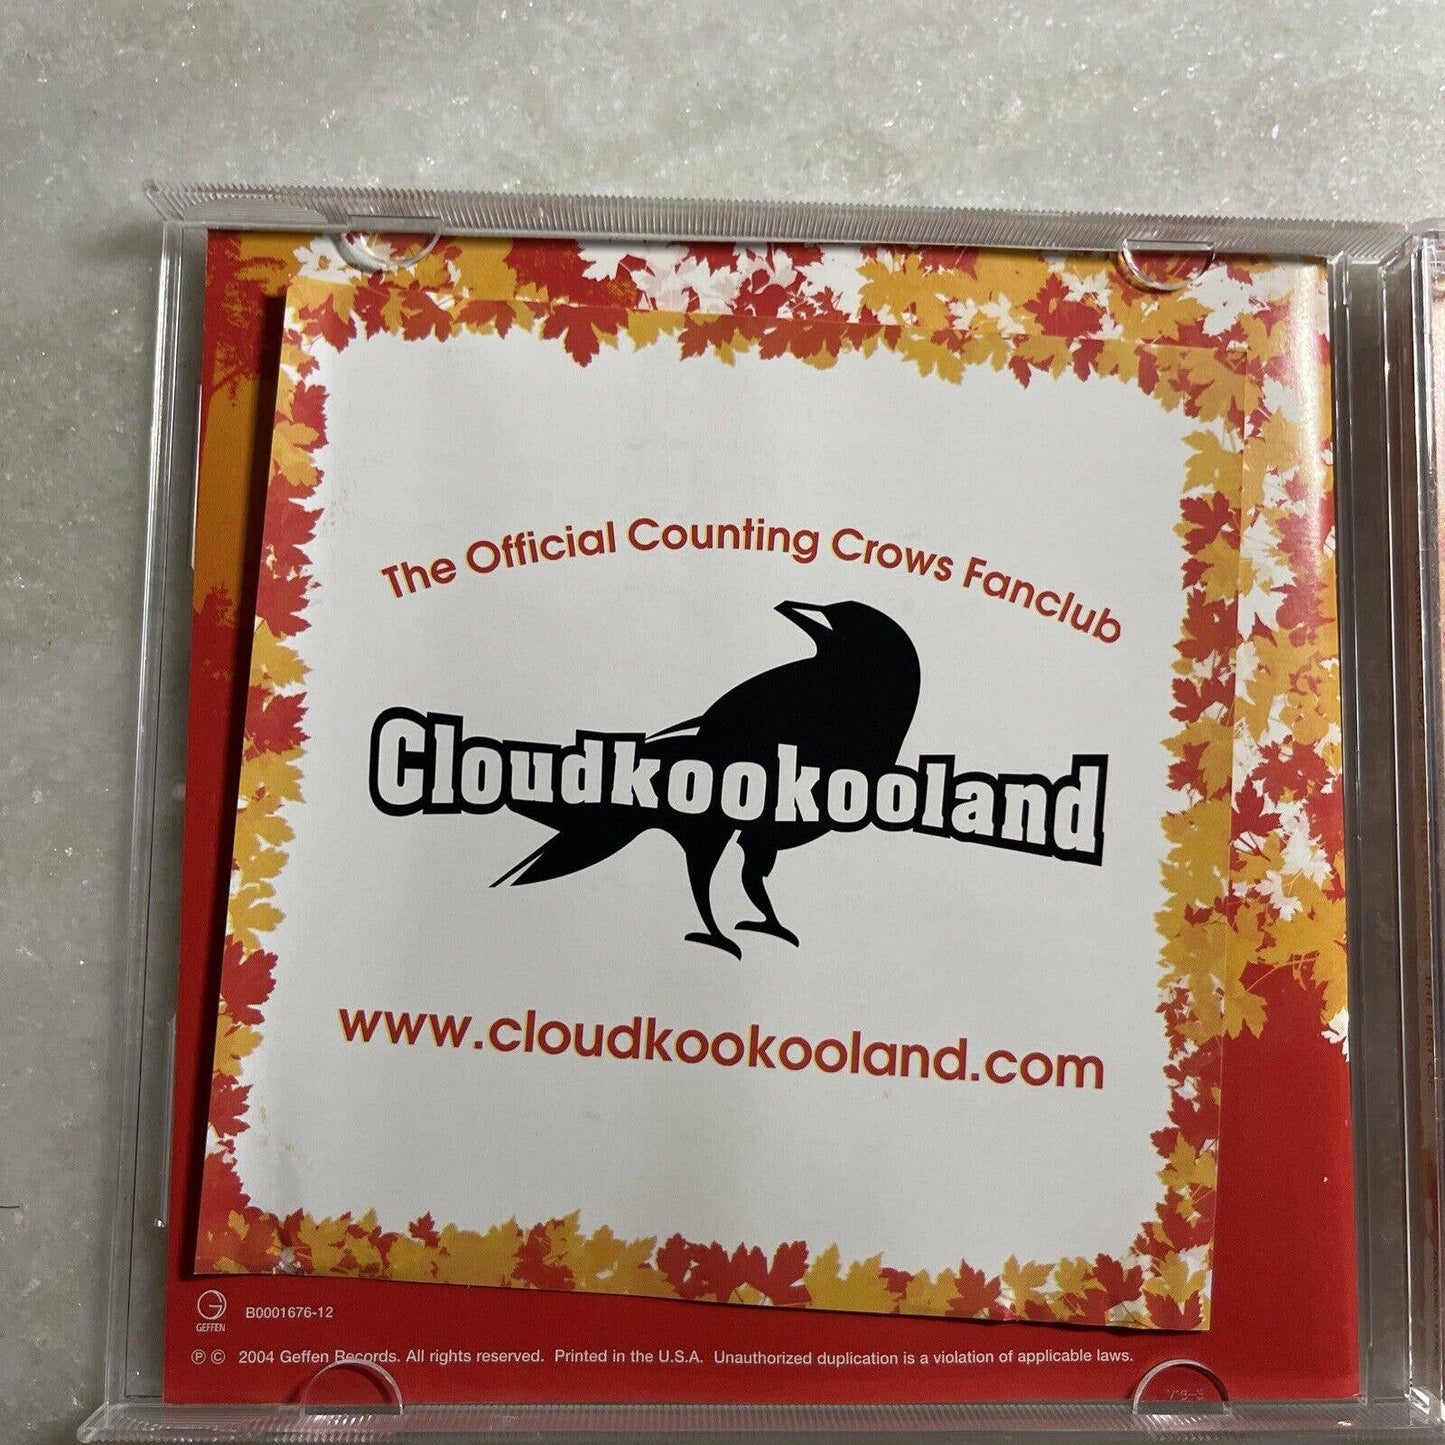 The Official Counting Crows Fanclub
Cloudkookooland
www.cloudkookooland.com
GEFFEN
B0001676-12
℗ © 2004 Geffen Records. All rights reserved. Printed in the U.S.A. Unauthorized duplication is a violation of applicable laws.